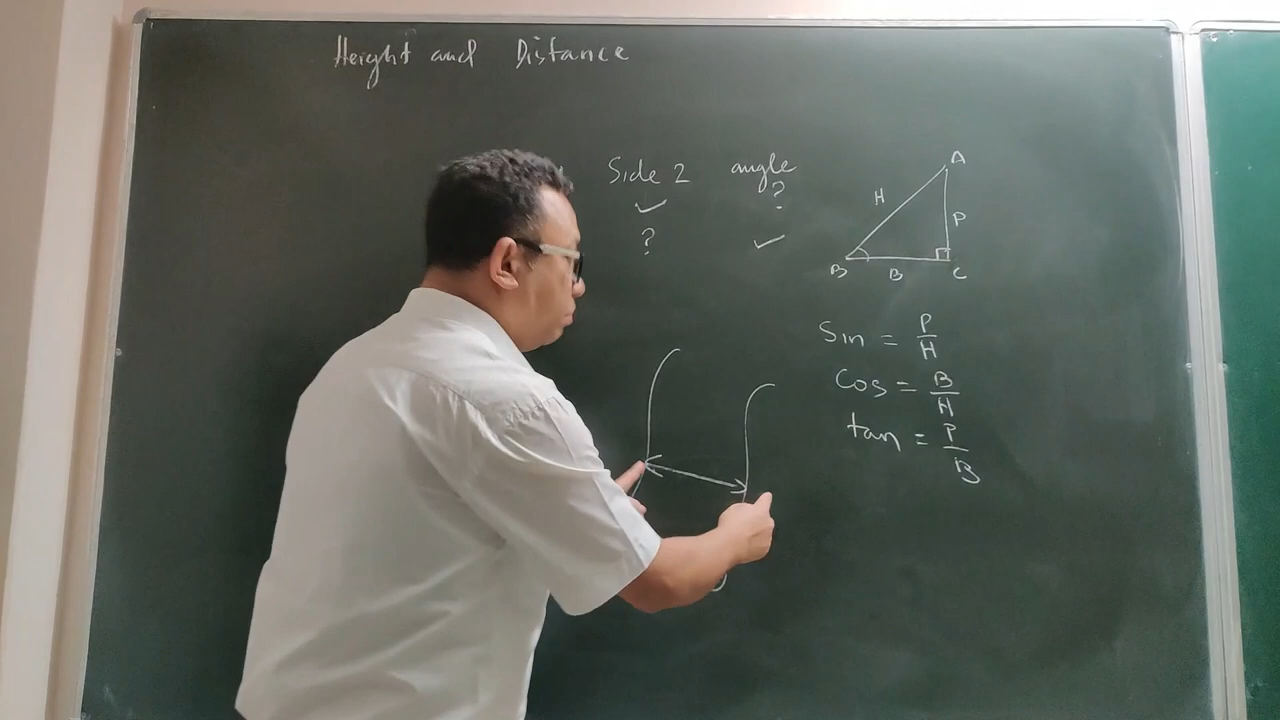 Height and Distance
Side 2 angle
✓ ?
? ✓
A
H
P
B B C
Sin = P/H
Cos = B/H
tan = P/B